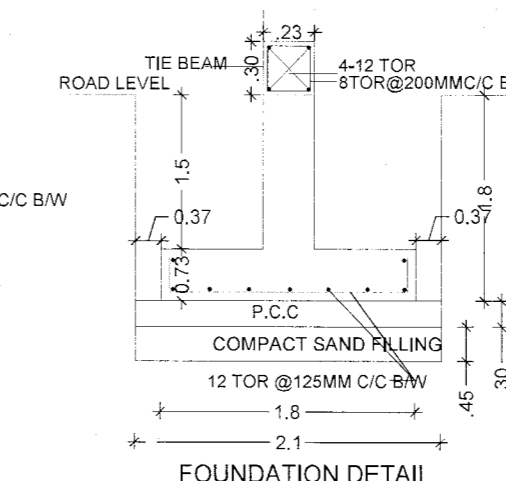 .23
TIE BEAM
.30
4-12 TOR
ROAD LEVEL
8TOR@200MMC/C B
1.5
1.8
C/C B/W
0.37
0.37
0.73
P.C.C
COMPACT SAND FILLING
.30
12 TOR @125MM C/C B/W
.45
1.8
2.1
FOUNDATION DETAIL